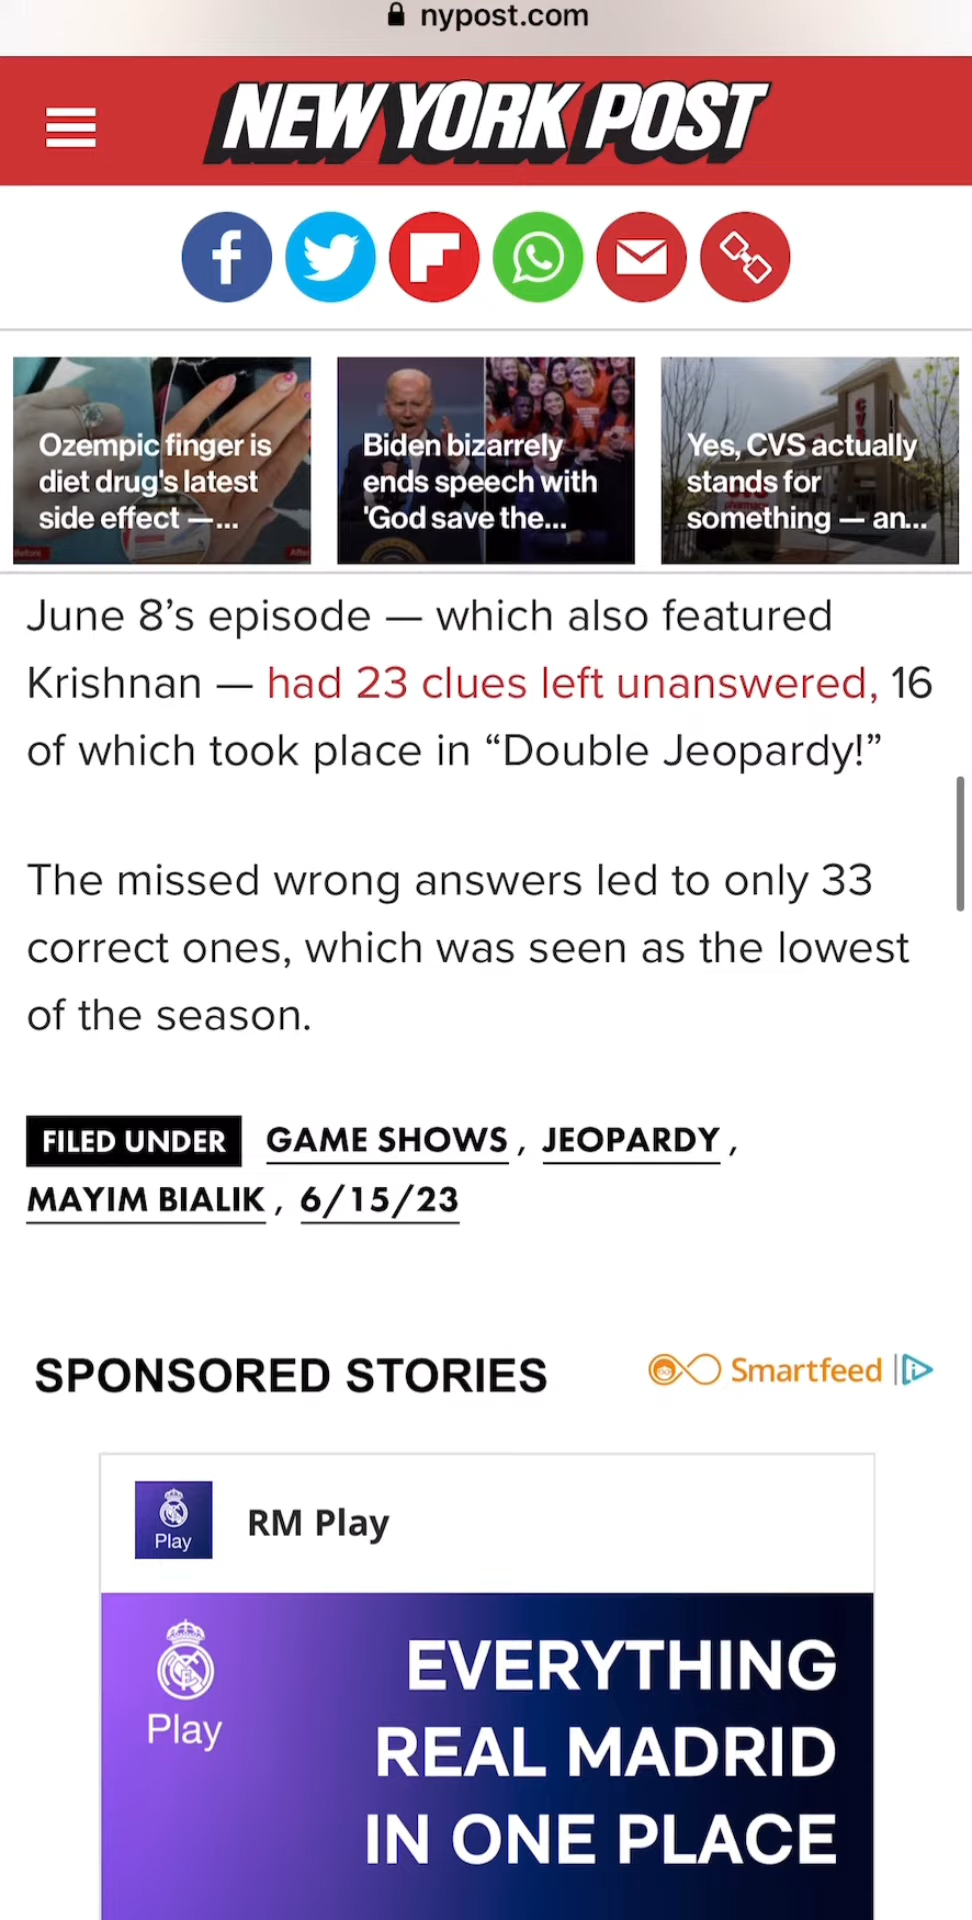 nypost.com
NEW YORK POST
Ozempic finger is
diet drug's latest
side effect —...
Before
After
Biden bizarrely
ends speech with
'God save the...
Yes, CVS actually
stands for
something — an...
CVS
pharmacy
June 8’s episode — which also featured
Krishnan — had 23 clues left unanswered, 16
of which took place in “Double Jeopardy!”
The missed wrong answers led to only 33
correct ones, which was seen as the lowest
of the season.
FILED UNDER GAME SHOWS , JEOPARDY ,
MAYIM BIALIK , 6/15/23
SPONSORED STORIES
Smartfeed
Play
RM Play
Play
EVERYTHING
REAL MADRID
IN ONE PLACE